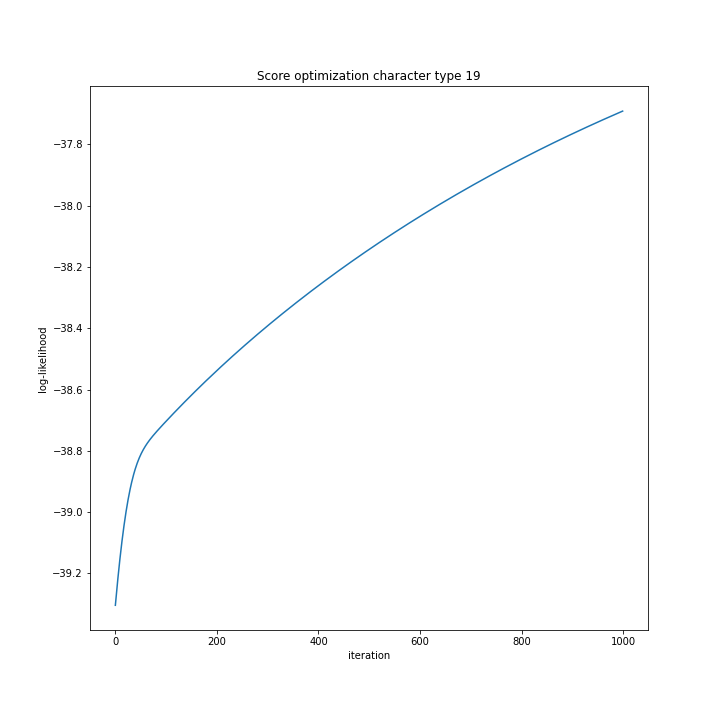 Score optimization character type 19
−37.8
−38.0
−38.2
−38.4
−38.6
−38.8
−39.0
−39.2
log-likelihood
0 200 400 600 800 1000
iteration